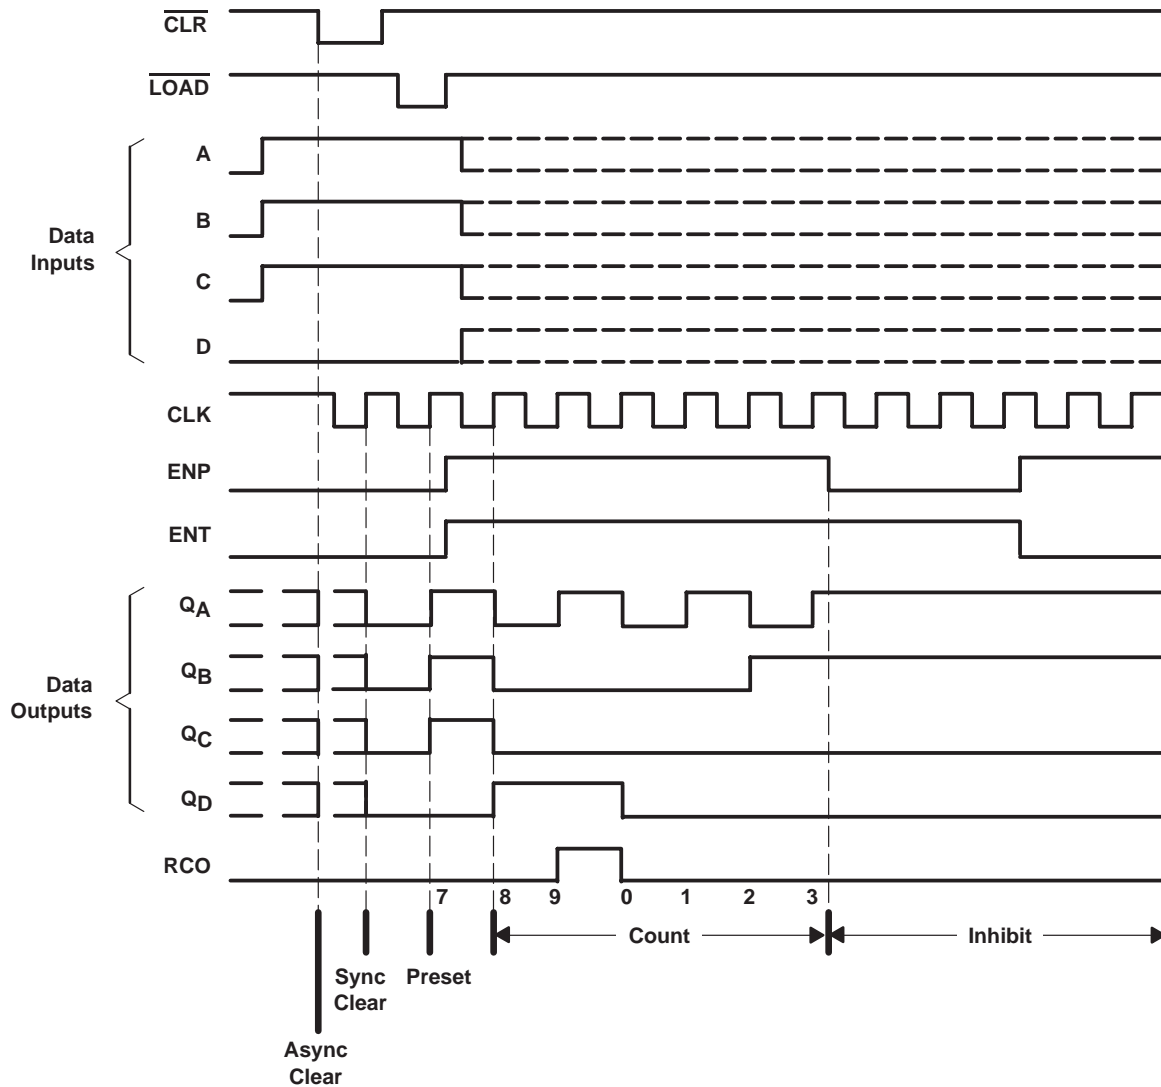 CLR
LOAD
A
B
Data
Inputs
C
D
CLK
ENP
ENT
QA
QB
Data
Outputs
QC
QD
RCO
7 8 9 0 1 2 3
Count Inhibit
Sync
Clear
Preset
Async
Clear